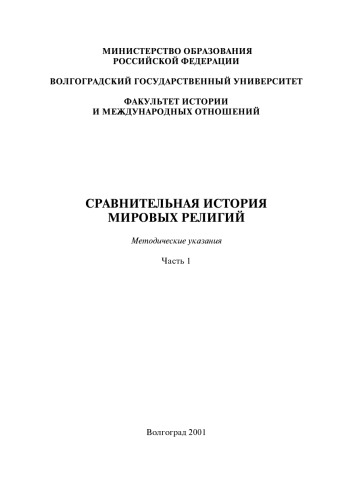 МИНИСТЕРСТВО ОБРАЗОВАНИЯ
РОССИЙСКОЙ ФЕДЕРАЦИИ
ВОЛГОГРАДСКИЙ ГОСУДАРСТВЕННЫЙ УНИВЕРСИТЕТ
ФАКУЛЬТЕТ ИСТОРИИ
И МЕЖДУНАРОДНЫХ ОТНОШЕНИЙ
СРАВНИТЕЛЬНАЯ ИСТОРИЯ
МИРОВЫХ РЕЛИГИЙ
Методические указания
Часть 1
Волгоград 2001